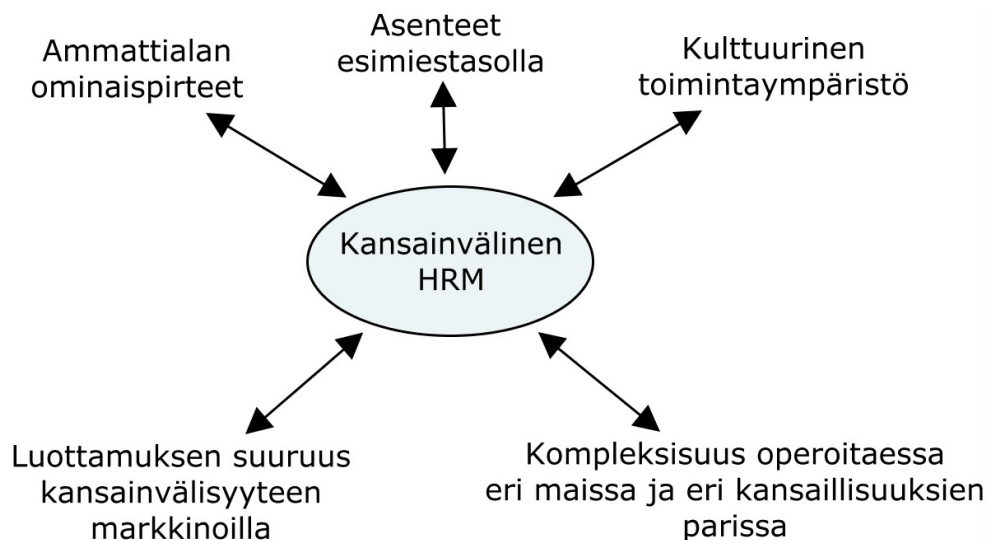 Ammattialan
ominaispirteet
Asenteet
esimiestasolla
Kulttuurinen
toimintaympäristö
Kansainvälinen
HRM
Luottamuksen suuruus
kansainvälisyyteen
markkinoilla
Kompleksisuus operoitaessa
eri maissa ja eri kansaillisuuksien
parissa